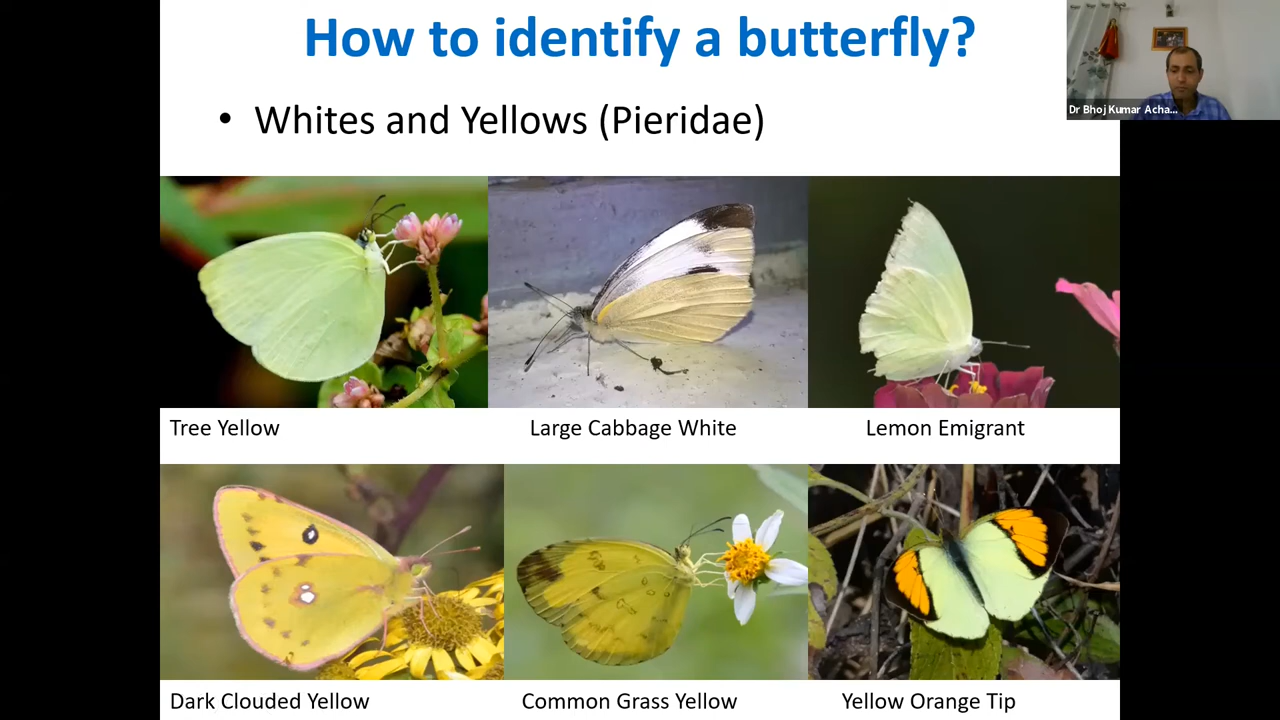 How to identify a butterfly?
Dr Bhoj Kumar Acha...
• Whites and Yellows (Pieridae)
Tree Yellow
Large Cabbage White
Lemon Emigrant
Dark Clouded Yellow
Common Grass Yellow
Yellow Orange Tip